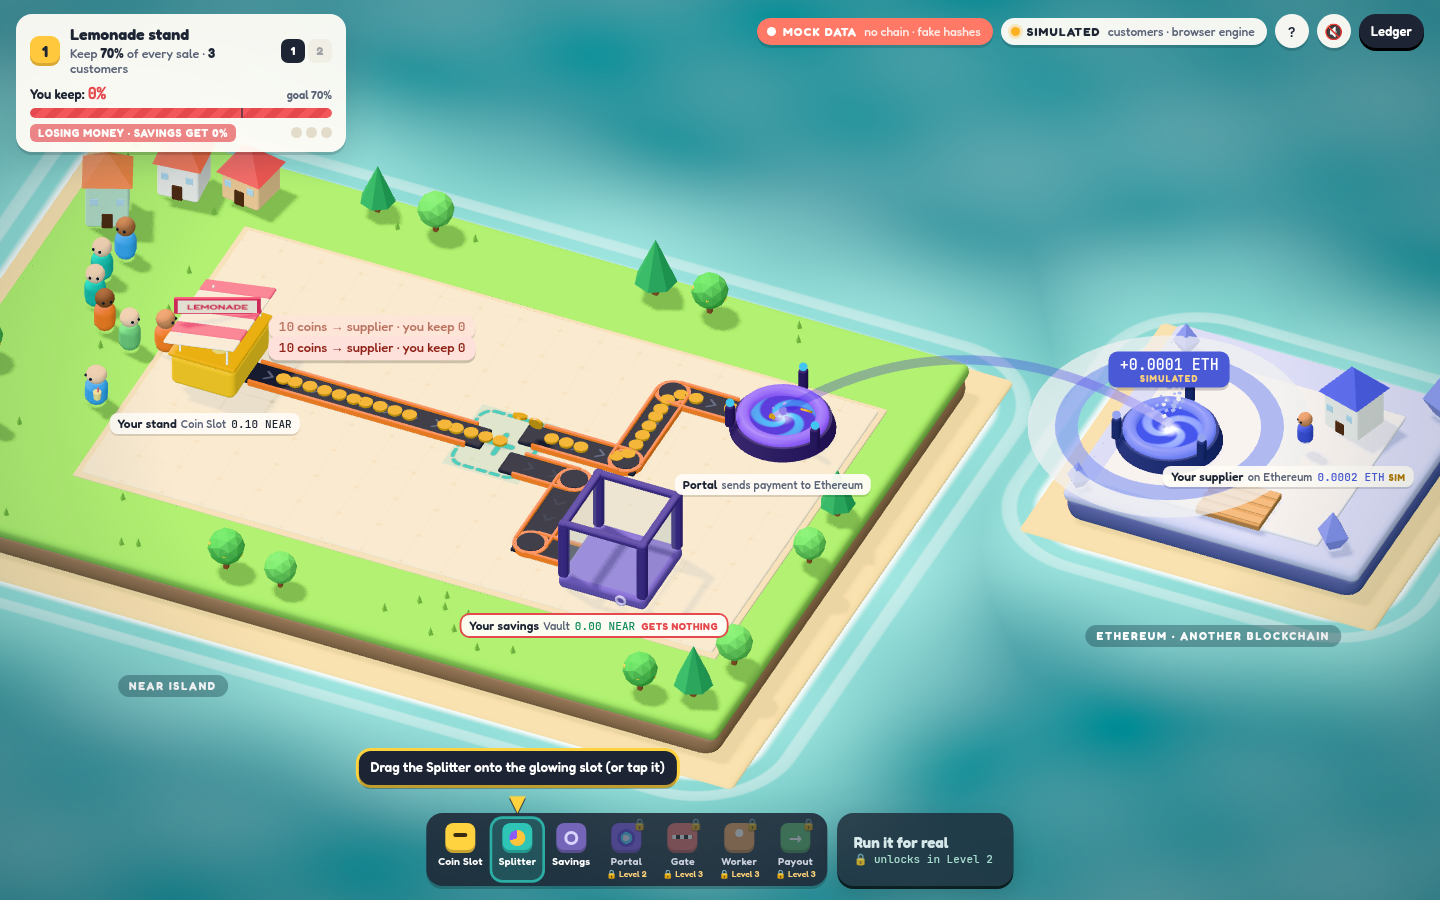 1
Lemonade stand
Keep 70% of every sale · 3
customers
1
2
You keep: 0%
goal 70%
LOSING MONEY · SAVINGS GET 0%
MOCK DATA no chain · fake hashes
SIMULATED customers · browser engine
?
Ledger
LEMONADE
10 coins → supplier · you keep 0
10 coins → supplier · you keep 0
+0.0001 ETH
SIMULATED
Your stand Coin Slot 0.10 NEAR
Portal sends payment to Ethereum
Your supplier on Ethereum 0.0002 ETH SIM
Your savings Vault 0.00 NEAR GETS NOTHING
ETHEREUM · ANOTHER BLOCKCHAIN
NEAR ISLAND
Drag the Splitter onto the glowing slot (or tap it)
Coin Slot
Splitter
Savings
Portal
Level 2
Gate
Level 3
Worker
Level 3
Payout
Level 3
Run it for real
unlocks in Level 2